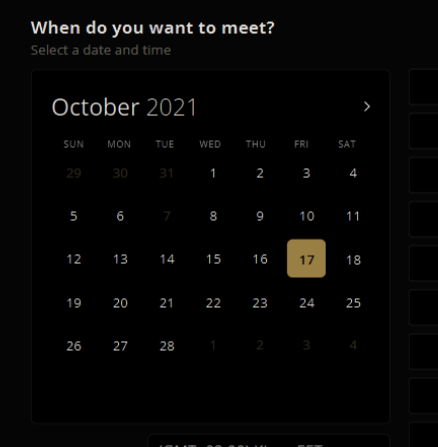 When do you want to meet?
Select a date and time
October 2021 >
SUN MON TUE WED THU FRI SAT
29 30 31 1 2 3 4
5 6 7 8 9 10 11
12 13 14 15 16 17 18
19 20 21 22 23 24 25
26 27 28 1 2 3 4